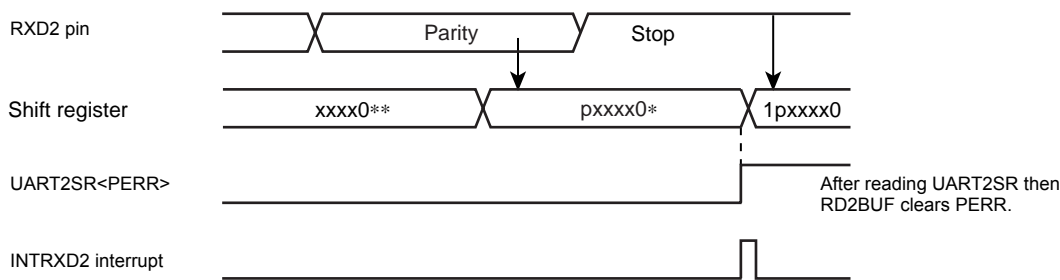 RXD2 pin
Parity
Stop
Shift register
xxxx0**
pxxxx0*
1pxxxx0
UART2SR<PERR>
After reading UART2SR then
RD2BUF clears PERR.
INTRXD2 interrupt